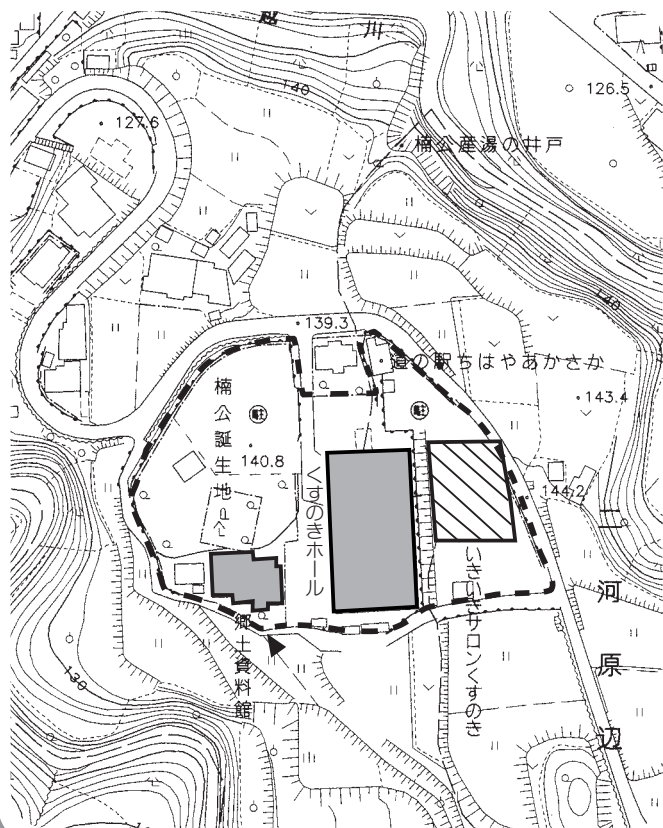 川
140
126.5
127.6
楠公産湯の井戸
140
139.3
道の駅ちはやあかさか
143.4
楠公誕生地
駐
駐
140.8
くすのきホール
144.2
二河原辺
いきいきサロンくすのき
郷土資料館
130